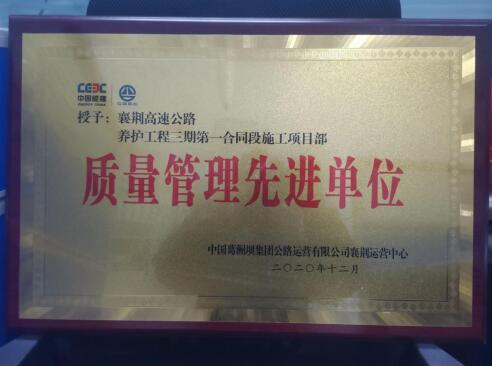 CEEC
中国能建
ENERGY CHINA
授予：襄荆高速公路
养护工程三期第一合同段施工项目部
质量管理先进单位
中国葛洲坝集团公路运营有限公司襄荆运营中心
二〇二〇年十二月